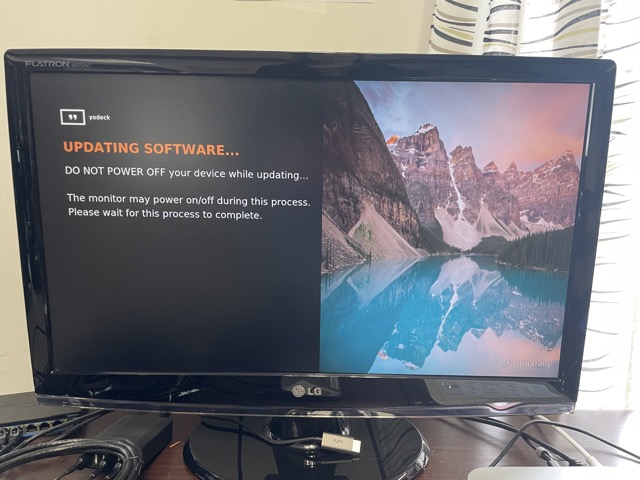 FLATRON
yodeck
UPDATING SOFTWARE...
DO NOT POWER OFF your device while updating...
The monitor may power on/off during this process.
Please wait for this process to complete.
Updating
LG